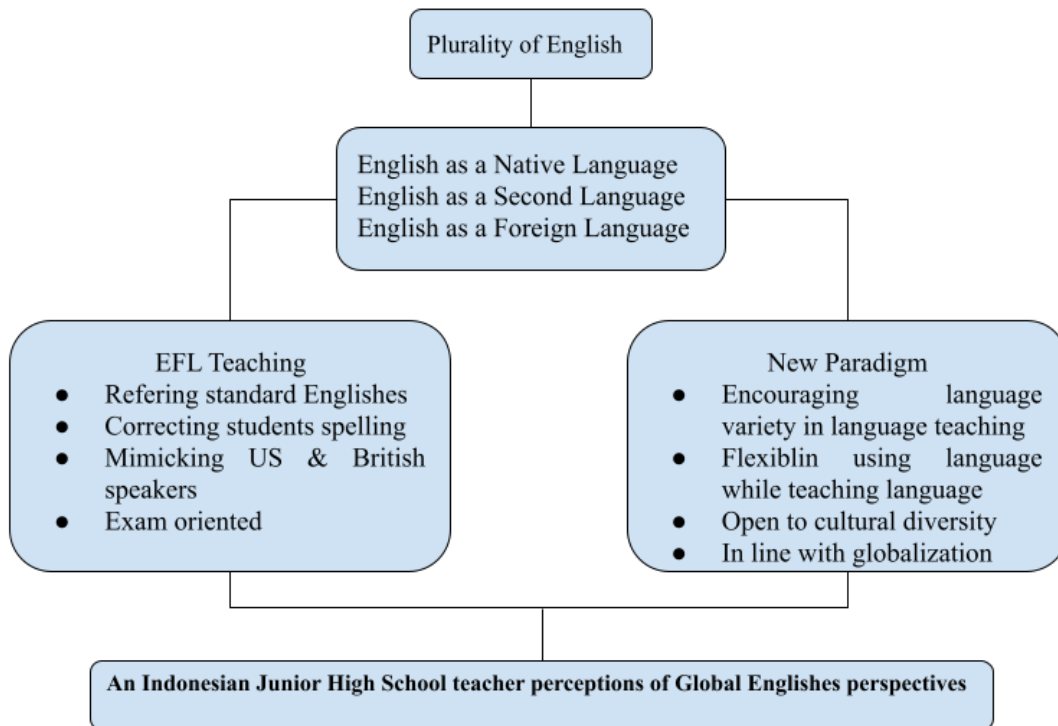 Plurality of English
English as a Native Language
English as a Second Language
English as a Foreign Language
EFL Teaching
● Refering standard Englishes
● Correcting students spelling
● Mimicking US & British
speakers
● Exam oriented
New Paradigm
● Encouraging language
variety in language teaching
● Flexiblin using language
while teaching language
● Open to cultural diversity
● In line with globalization
An Indonesian Junior High School teacher perceptions of Global Englishes perspectives